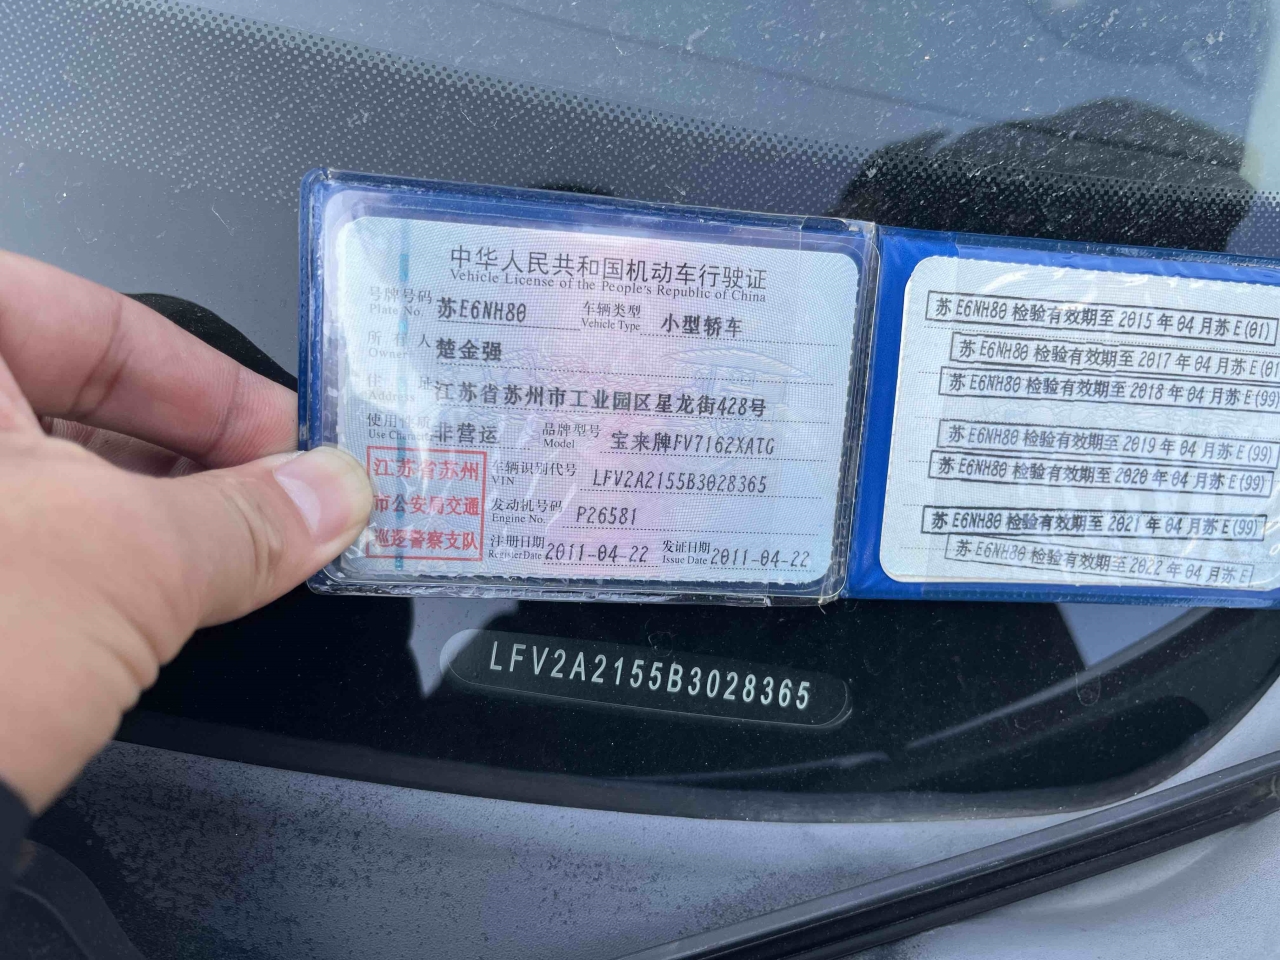 中华人民共和国机动车行驶证
Vehicle License of the People's Republic of China
号牌号码 苏E6NH80 车辆类型 小型轿车
Plate No. Vehicle Type
所有人 楚金强
Owner
住址 江苏省苏州市工业园区星龙街428号
Address
使用性质 非营运 品牌型号 宝来牌FV7162XATG
Use Character Model
江苏省苏州
市公安局交通
巡逻警察支队
车辆识别代号 LFV2A2155B3028365
VIN
发动机号码 P26581
Engine No.
注册日期 2011-04-22 发证日期 2011-04-22
Register Date Issue Date
苏E6NH80 检验有效期至 2015年04月苏E(01)
苏E6NH80 检验有效期至 2017年04月苏E(01
苏E6NH80 检验有效期至 2018年04月苏E(99)
苏E6NH80 检验有效期至 2019年04月苏E(99)
苏E6NH80 检验有效期至 2020年04月苏E(99)
苏E6NH80 检验有效期至 2021年04月苏E(99)
苏E6NH80 检验有效期至 2022年04月苏E
LFV2A2155B3028365